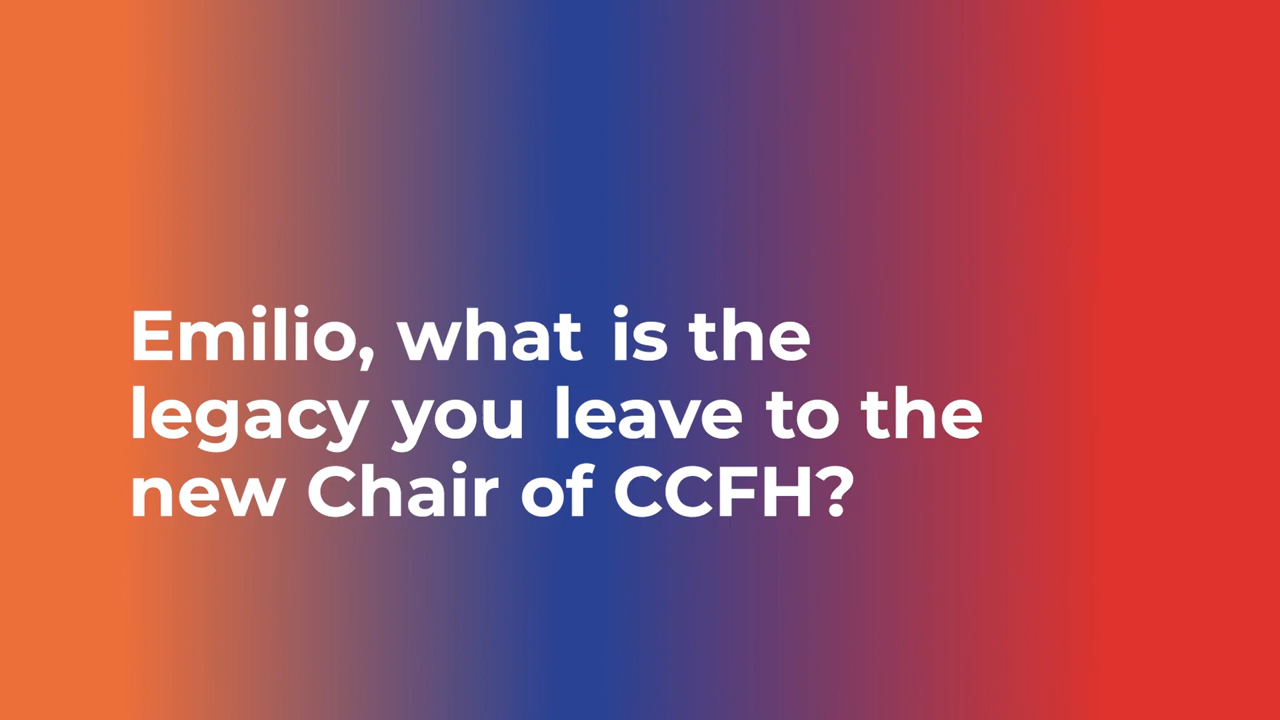 Emilio, what is the
legacy you leave to the
new Chair of CCFH?